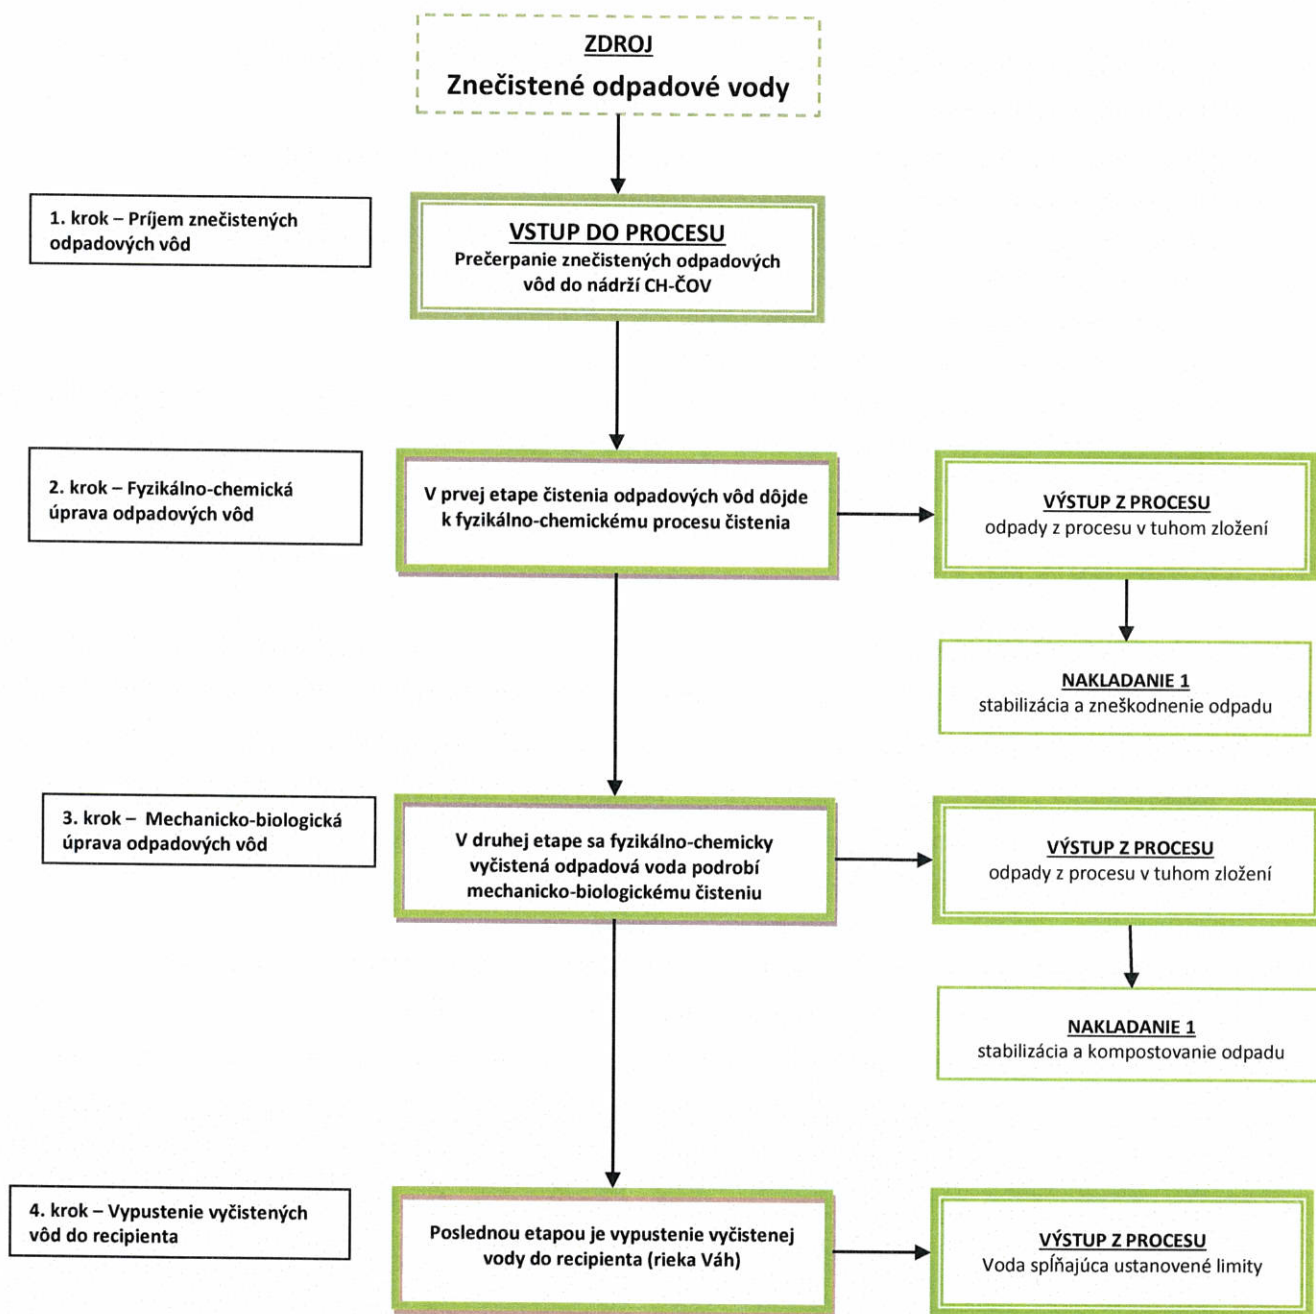 ZDROJ
Znečistené odpadové vody
1. krok – Príjem znečistených
odpadových vôd
VSTUP DO PROCESU
Prečerpanie znečistených odpadových
vôd do nádrží CH-ČOV
2. krok – Fyzikálno-chemická
úprava odpadových vôd
V prvej etape čistenia odpadových vôd dôjde
k fyzikálno-chemickému procesu čistenia
VÝSTUP Z PROCESU
odpady z procesu v tuhom zložení
NAKLADANIE 1
stabilizácia a zneškodnenie odpadu
3. krok – Mechanicko-biologická
úprava odpadových vôd
V druhej etape sa fyzikálno-chemicky
vyčistená odpadová voda podrobí
mechanicko-biologickému čisteniu
VÝSTUP Z PROCESU
odpady z procesu v tuhom zložení
NAKLADANIE 1
stabilizácia a kompostovanie odpadu
4. krok – Vypustenie vyčistených
vôd do recipienta
Poslednou etapou je vypustenie vyčistenej
vody do recipienta (rieka Váh)
VÝSTUP Z PROCESU
Voda spĺňajúca ustanovené limity